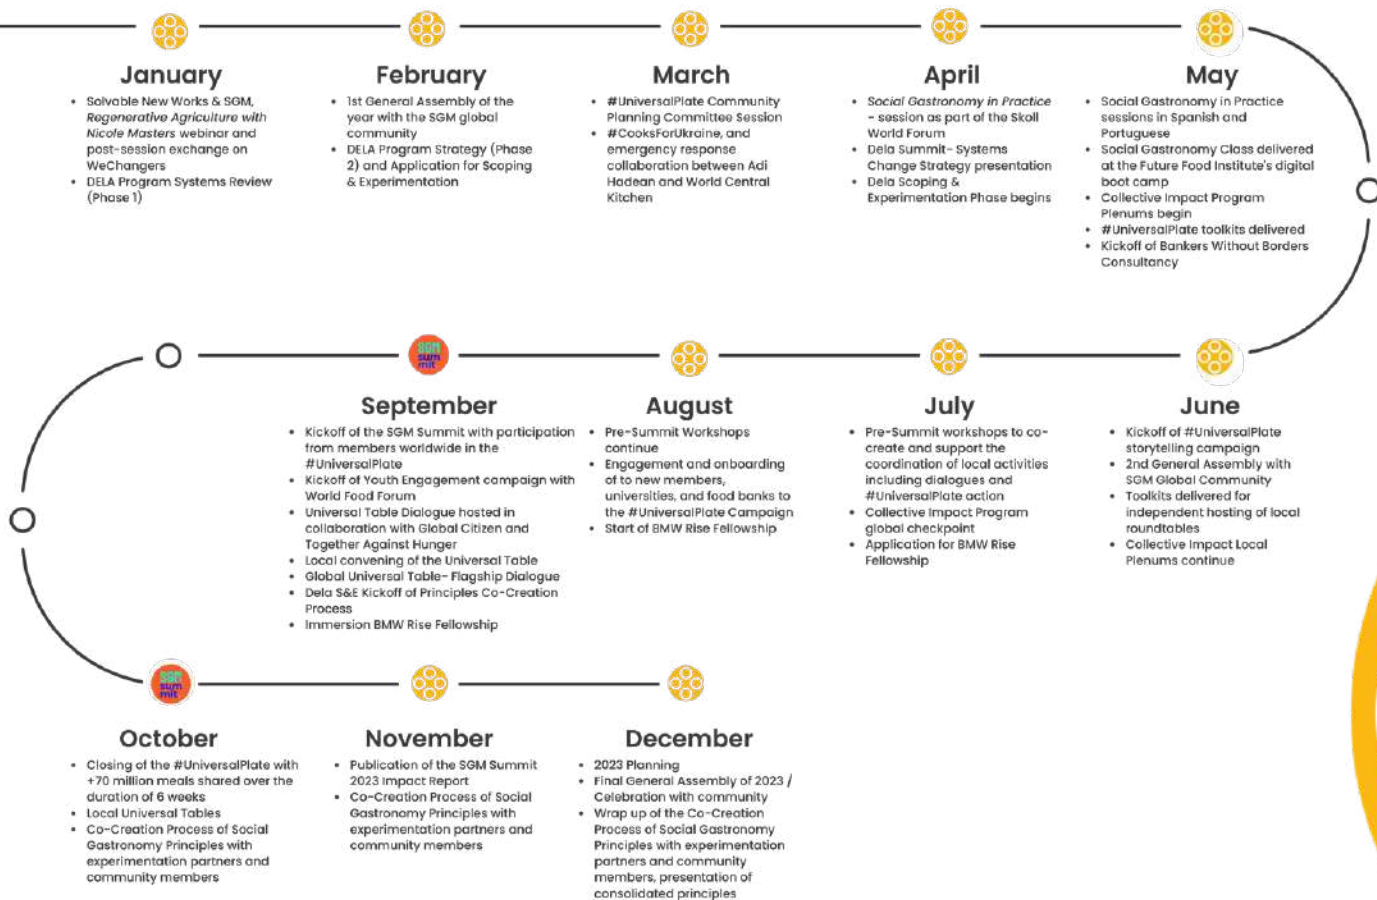 January
• Solvable New Works & SGM,
Regenerative Agriculture with
Nicole Masters webinar and
post-session exchange on
WeChangers
• DELA Program Systems Review
(Phase 1)
February
• 1st General Assembly of the
year with the SGM global
community
• DELA Program Strategy (Phase
2) and Application for Scoping
& Experimentation
March
• #UniversalPlate Community
Planning Committee Session
• #CooksForUkraine, and
emergency response
collaboration between Adi
Hadean and World Central
Kitchen
April
• Social Gastronomy in Practice
- session as part of the Skoll
World Forum
• Dela Summit- Systems
Change Strategy presentation
• Dela Scoping &
Experimentation Phase begins
May
• Social Gastronomy in Practice
sessions in Spanish and
Portuguese
• Social Gastronomy Class delivered
at the Future Food Institute's digital
boot camp
• Collective Impact Program
Plenums begin
• #UniversalPlate toolkits delivered
• Kickoff of Bankers Without Borders
Consultancy
June
• Kickoff of #UniversalPlate
storytelling campaign
• 2nd General Assembly with
SGM Global Community
• Toolkits delivered for
independent hosting of local
roundtables
• Collective Impact Local
Plenums continue
July
• Pre-Summit workshops to co-
create and support the
coordination of local activities
including dialogues and
#UniversalPlate action
• Collective Impact Program
global checkpoint
• Application for BMW Rise
Fellowship
August
• Pre-Summit Workshops
continue
• Engagement and onboarding
of to new members,
universities, and food banks to
the #UniversalPlate Campaign
• Start of BMW Rise Fellowship
SGM
sum
mit
September
• Kickoff of the SGM Summit with participation
from members worldwide in the
#UniversalPlate
• Kickoff of Youth Engagement campaign with
World Food Forum
• Universal Table Dialogue hosted in
collaboration with Global Citizen and
Together Against Hunger
• Local convening of the Universal Table
• Global Universal Table- Flagship Dialogue
• Dela S&E Kickoff of Principles Co-Creation
Process
• Immersion BMW Rise Fellowship
SGM
sum
mit
October
• Closing of the #UniversalPlate with
+70 million meals shared over the
duration of 6 weeks
• Local Universal Tables
• Co-Creation Process of Social
Gastronomy Principles with
experimentation partners and
community members
November
• Publication of the SGM Summit
2023 Impact Report
• Co-Creation Process of Social
Gastronomy Principles with
experimentation partners and
community members
December
• 2023 Planning
• Final General Assembly of 2023 /
Celebration with community
• Wrap up of the Co-Creation
Process of Social Gastronomy
Principles with experimentation
partners and community
members, presentation of
consolidated principles